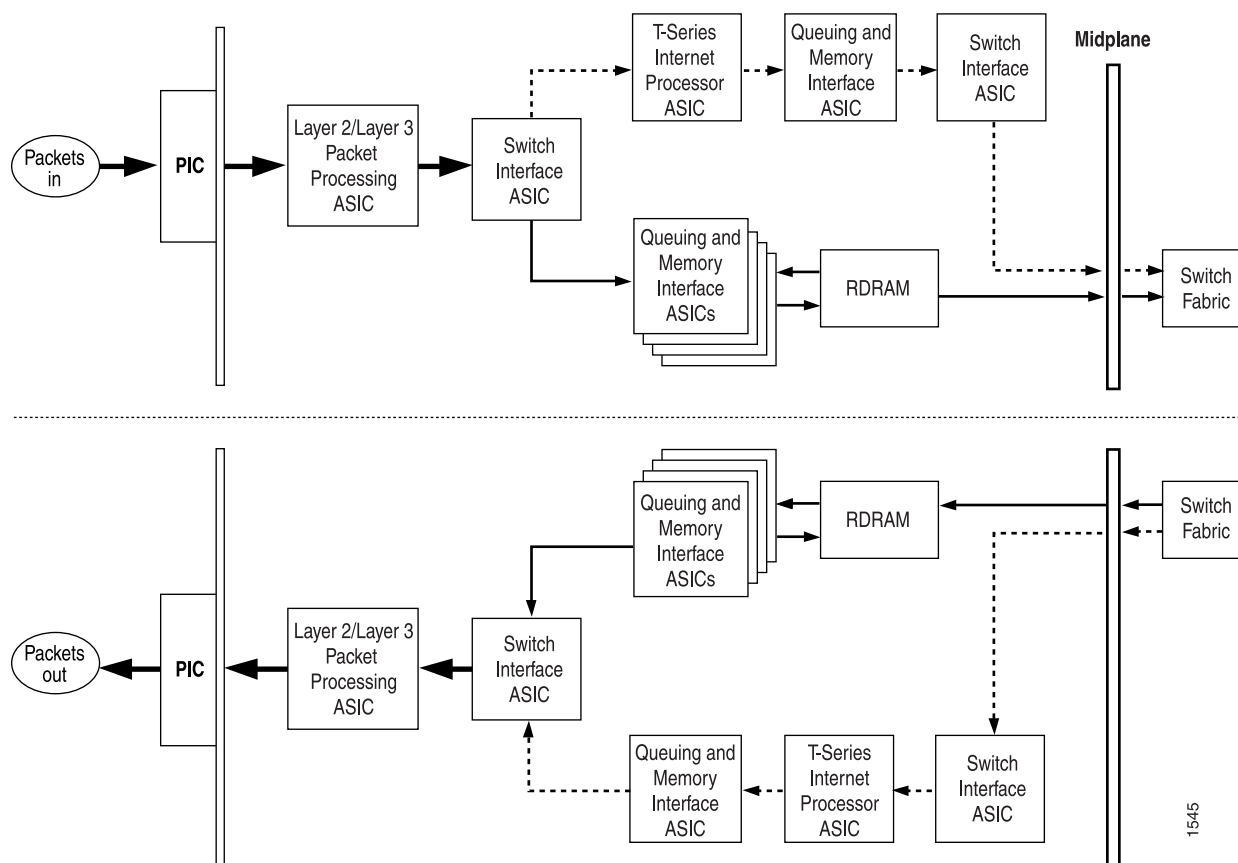 T-Series
Internet
Processor
ASIC
Queuing and
Memory
Interface
ASIC
Switch
Interface
ASIC
Midplane
Packets
in
PIC
Layer 2/Layer 3
Packet
Processing
ASIC
Switch
Interface
ASIC
Queuing and
Memory
Interface
ASICs
RDRAM
Switch
Fabric
Queuing and
Memory
Interface
ASICs
RDRAM
Switch
Fabric
Packets
out
PIC
Layer 2/Layer 3
Packet
Processing
ASIC
Switch
Interface
ASIC
Queuing and
Memory
Interface
ASIC
T-Series
Internet
Processor
ASIC
Switch
Interface
ASIC
1545